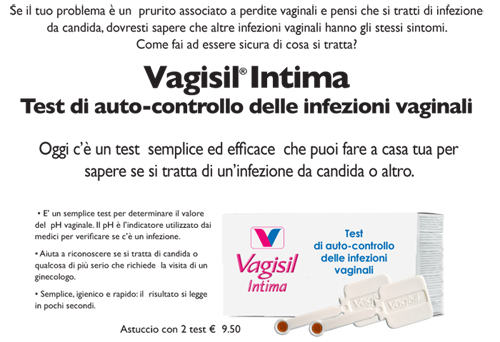 Se il tuo problema è un  prurito associato a perdite vaginali e pensi che si tratti di infezione
da candida, dovresti sapere che altre infezioni vaginali hanno gli stessi sintomi.
Come fai ad essere sicura di cosa si tratta?
Vagisil® Intima
Test di auto-controllo delle infezioni vaginali
Oggi c'è un test  semplice ed efficace  che puoi fare a casa tua per
sapere se si tratta di un'infezione da candida o altro.
• E' un semplice test per determinare il valore
del  pH vaginale. Il pH è l'indicatore utilizzato dai
medici per verificare se c'è un infezione.
• Aiuta a riconoscere se si tratta di candida o
qualcosa di più serio che richiede  la visita di un
ginecologo.
• Semplice, igienico e rapido: il  risultato si legge
in pochi secondi.
Astuccio con 2 test €  9.50
Vagisil
Intima
Test
di auto-controllo
delle infezioni
vaginali
Vagisil